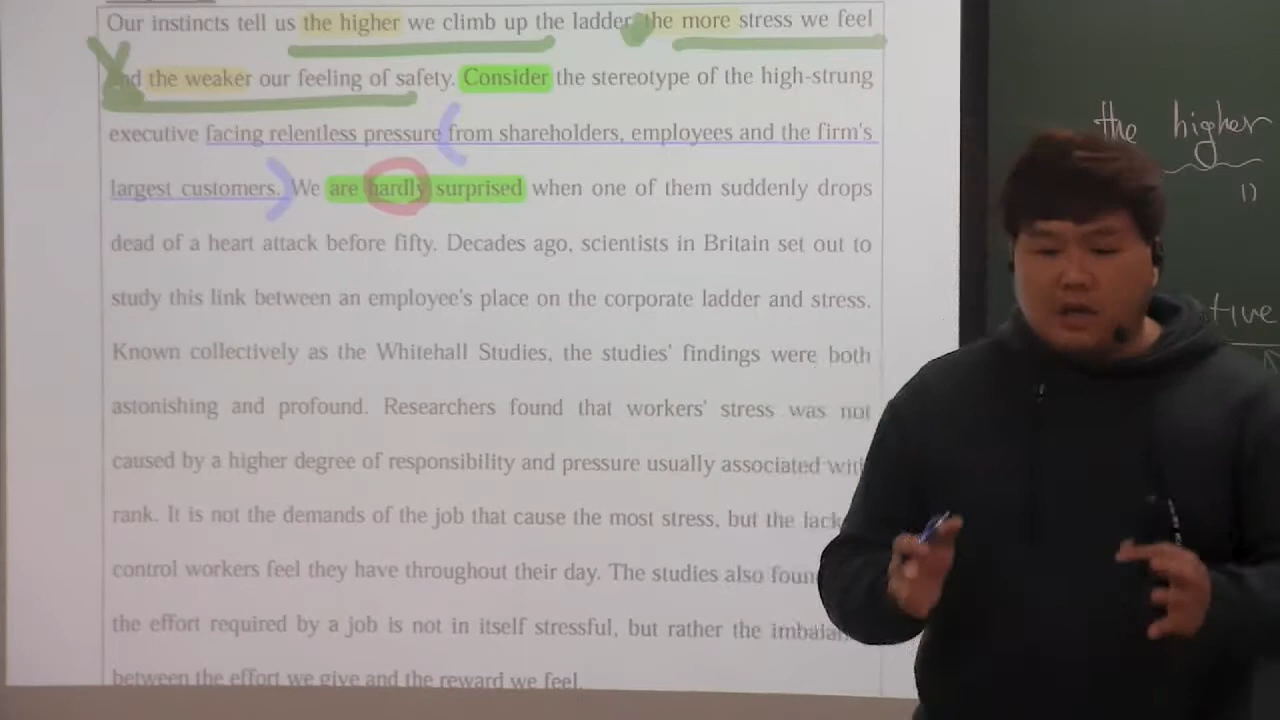 Our instincts tell us the higher we climb up the ladder, the more stress we feel
and the weaker our feeling of safety. Consider the stereotype of the high-strung
executive facing relentless pressure from shareholders, employees and the firm's
largest customers. We are hardly surprised when one of them suddenly drops
dead of a heart attack before fifty. Decades ago, scientists in Britain set out to
study this link between an employee's place on the corporate ladder and stress.
Known collectively as the Whitehall Studies, the studies' findings were both
astonishing and profound. Researchers found that workers' stress was not
caused by a higher degree of responsibility and pressure usually associated with
rank. It is not the demands of the job that cause the most stress, but the lack
control workers feel they have throughout their day. The studies also foun
the effort required by a job is not in itself stressful, but rather the imbalan
between the effort we give and the reward we feel.
the higher
1)
tive